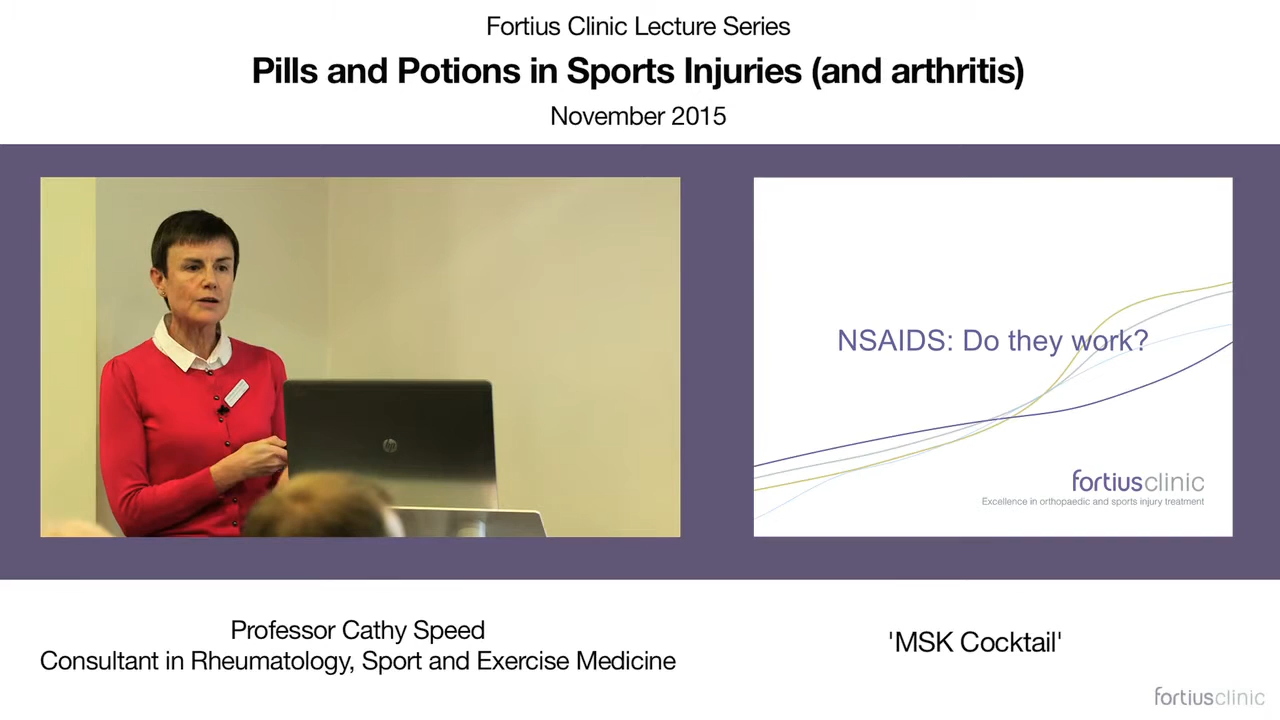 Fortius Clinic Lecture Series
Pills and Potions in Sports Injuries (and arthritis)
November 2015
NSAIDS: Do they work?
fortiusclinic
Excellence in orthopaedic and sports injury treatment
hp
Professor Cathy Speed
Consultant in Rheumatology, Sport and Exercise Medicine
'MSK Cocktail'
fortiusclinic